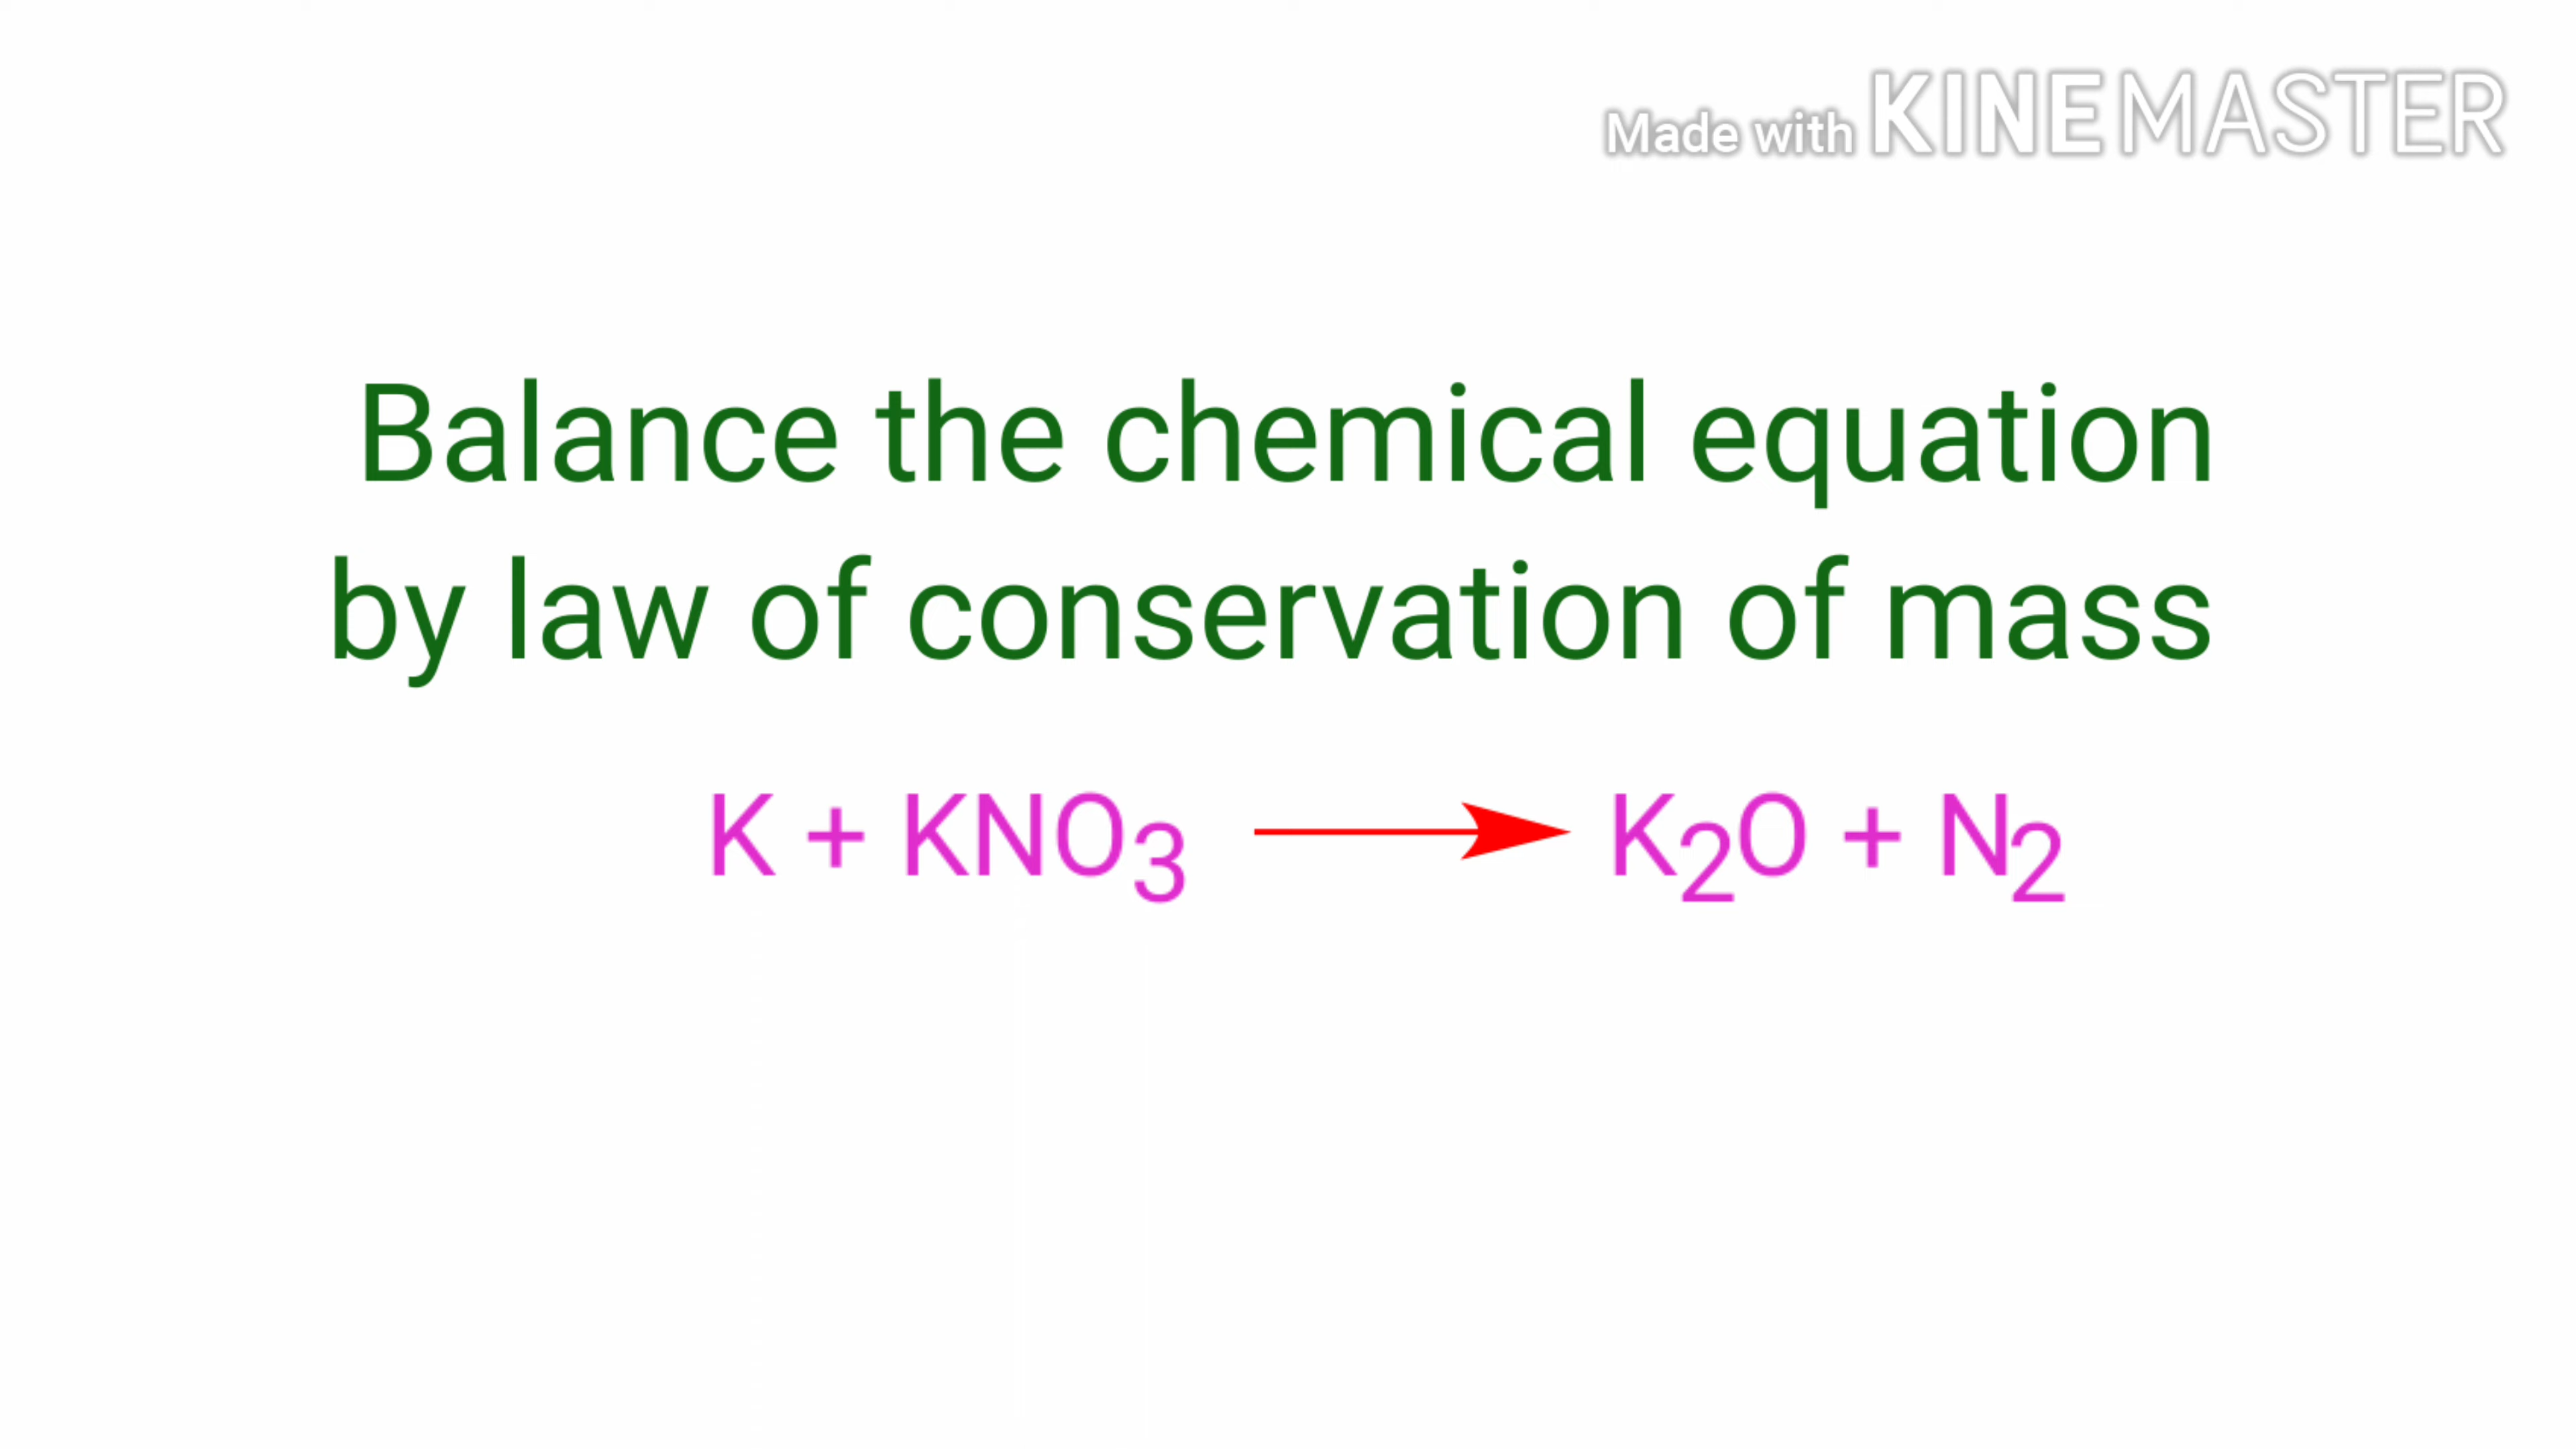 Made with KINEMASTER
Balance the chemical equation
by law of conservation of mass
K + KNO3 → K2O + N2